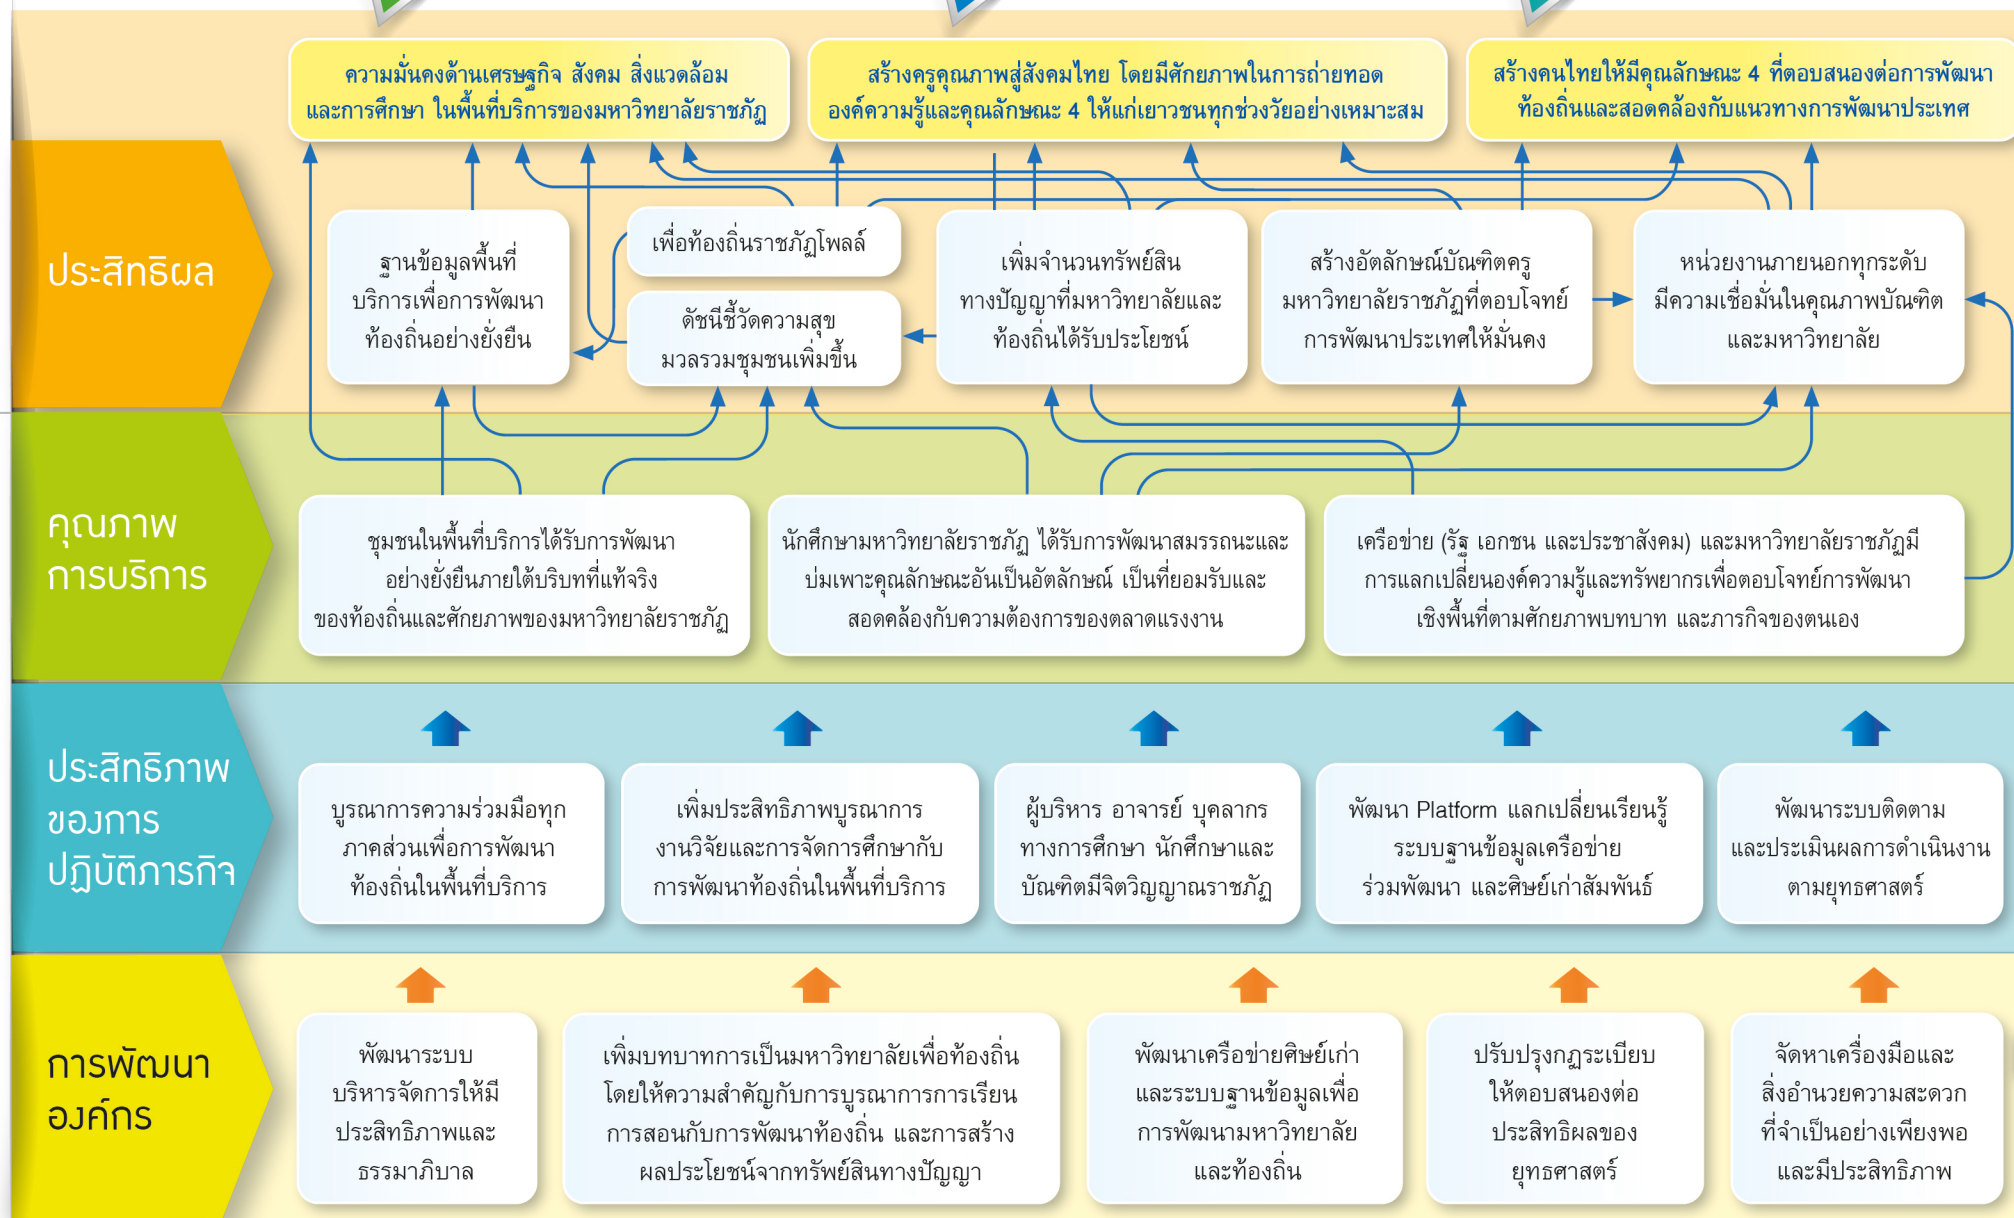 ความมั่นคงด้านเศรษฐกิจ สังคม สิ่งแวดล้อม
และการศึกษา ในพื้นที่บริการของมหาวิทยาลัยราชภัฏ
สร้างครูคุณภาพสู่สังคมไทย โดยมีศักยภาพในการถ่ายทอด
องค์ความรู้และคุณลักษณะ 4 ให้แก่เยาวชนทุกช่วงวัยอย่างเหมาะสม
สร้างคนไทยให้มีคุณลักษณะ 4 ที่ตอบสนองต่อการพัฒนา
ท้องถิ่นและสอดคล้องกับแนวทางการพัฒนาประเทศ
ประสิทธิผล
ฐานข้อมูลพื้นที่
บริการเพื่อการพัฒนา
ท้องถิ่นอย่างยั่งยืน
เพื่อท้องถิ่นราชภัฏโพลล์
ดัชนีชี้วัดความสุข
มวลรวมชุมชนเพิ่มขึ้น
เพิ่มจำนวนทรัพย์สิน
ทางปัญญาที่มหาวิทยาลัยและ
ท้องถิ่นได้รับประโยชน์
สร้างอัตลักษณ์บัณฑิตครู
มหาวิทยาลัยราชภัฏที่ตอบโจทย์
การพัฒนาประเทศให้มั่นคง
หน่วยงานภายนอกทุกระดับ
มีความเชื่อมั่นในคุณภาพบัณฑิต
และมหาวิทยาลัย
คุณภาพ
การบริการ
ชุมชนในพื้นที่บริการได้รับการพัฒนา
อย่างยั่งยืนภายใต้บริบทที่แท้จริง
ของท้องถิ่นและศักยภาพของมหาวิทยาลัยราชภัฏ
นักศึกษามหาวิทยาลัยราชภัฏ ได้รับการพัฒนาสมรรถนะและ
บ่มเพาะคุณลักษณะอันเป็นอัตลักษณ์ เป็นที่ยอมรับและ
สอดคล้องกับความต้องการของตลาดแรงงาน
เครือข่าย (รัฐ เอกชน และประชาสังคม) และมหาวิทยาลัยราชภัฏมี
การแลกเปลี่ยนองค์ความรู้และทรัพยากรเพื่อตอบโจทย์การพัฒนา
เชิงพื้นที่ตามศักยภาพบทบาท และภารกิจของตนเอง
ประสิทธิภาพ
ของการ
ปฏิบัติภารกิจ
บูรณาการความร่วมมือทุก
ภาคส่วนเพื่อการพัฒนา
ท้องถิ่นในพื้นที่บริการ
เพิ่มประสิทธิภาพบูรณาการ
งานวิจัยและการจัดการศึกษากับ
การพัฒนาท้องถิ่นในพื้นที่บริการ
ผู้บริหาร อาจารย์ บุคลากร
ทางการศึกษา นักศึกษาและ
บัณฑิตมีจิตวิญญาณราชภัฏ
พัฒนา Platform แลกเปลี่ยนเรียนรู้
ระบบฐานข้อมูลเครือข่าย
ร่วมพัฒนา และศิษย์เก่าสัมพันธ์
พัฒนาระบบติดตาม
และประเมินผลการดำเนินงาน
ตามยุทธศาสตร์
การพัฒนา
องค์กร
พัฒนาระบบ
บริหารจัดการให้มี
ประสิทธิภาพและ
ธรรมาภิบาล
เพิ่มบทบาทการเป็นมหาวิทยาลัยเพื่อท้องถิ่น
โดยให้ความสำคัญกับการบูรณาการการเรียน
การสอนกับการพัฒนาท้องถิ่น และการสร้าง
ผลประโยชน์จากทรัพย์สินทางปัญญา
พัฒนาเครือข่ายศิษย์เก่า
และระบบฐานข้อมูลเพื่อ
การพัฒนามหาวิทยาลัย
และท้องถิ่น
ปรับปรุงกฏระเบียบ
ให้ตอบสนองต่อ
ประสิทธิผลของ
ยุทธศาสตร์
จัดหาเครื่องมือและ
สิ่งอำนวยความสะดวก
ที่จำเป็นอย่างเพียงพอ
และมีประสิทธิภาพ